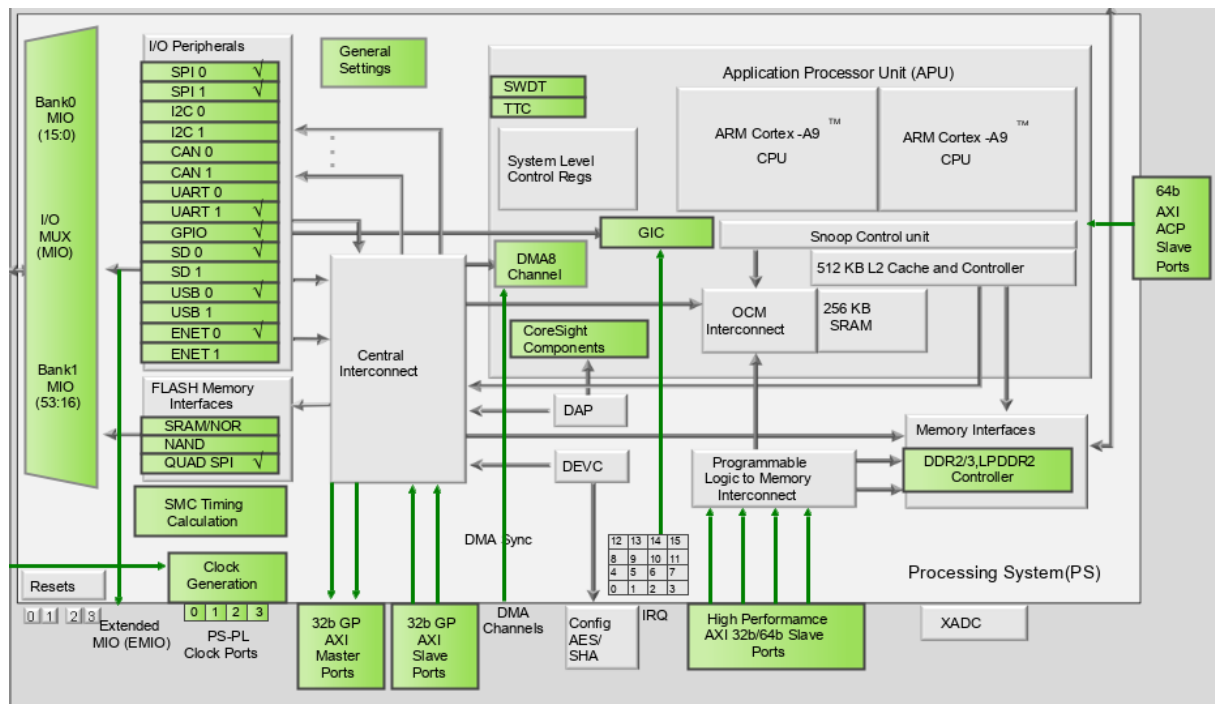 I/O Peripherals
General
Settings
Application Processor Unit (APU)
SPI 0 √
SPI 1 √
I2C 0
I2C 1
CAN 0
CAN 1
UART 0
UART 1 √
GPIO √
SD 0 √
SD 1
USB 0 √
USB 1
ENET 0 √
ENET 1
Bank0
MIO
(15:0)
I/O
MUX
(MIO)
Bank1
MIO
(53:16)
SWDT
TTC
System Level
Control Regs
ARM Cortex -A9 ™
CPU
ARM Cortex -A9 ™
CPU
64b
AXI
ACP
Slave
Ports
GIC
Snoop Control unit
DMA8
Channel
512 KB L2 Cache and Controller
OCM
Interconnect
256 KB
SRAM
CoreSight
Components
Central
Interconnect
FLASH Memory
Interfaces
SRAM/NOR
NAND
QUAD SPI √
DAP
DEVC
Memory Interfaces
DDR2/3,LPDDR2
Controller
Programmable
Logic to Memory
Interconnect
SMC Timing
Calculation
DMA Sync
12 13 14 15
8 9 10 11
4 5 6 7
0 1 2 3
Clock
Generation
Resets
Processing System(PS)
0 1 2 3
Extended
MIO (EMIO)
0 1 2 3
PS-PL
Clock Ports
32b GP
AXI
Master
Ports
32b GP
AXI
Slave
Ports
DMA
Channels
Config
AES/
SHA
IRQ
High Performamce
AXI 32b/64b Slave
Ports
XADC